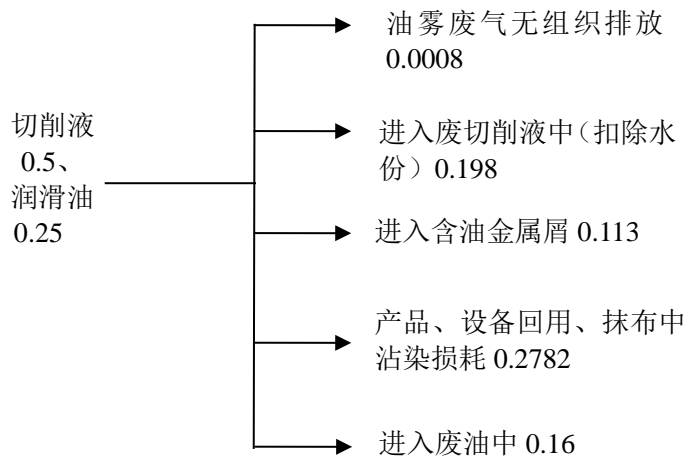 油雾废气无组织排放
0.0008
切削液
0.5、
润滑油
0.25
进入废切削液中（扣除水
份）0.198
进入含油金属屑 0.113
产品、设备回用、抹布中
沾染损耗 0.2782
进入废油中 0.16